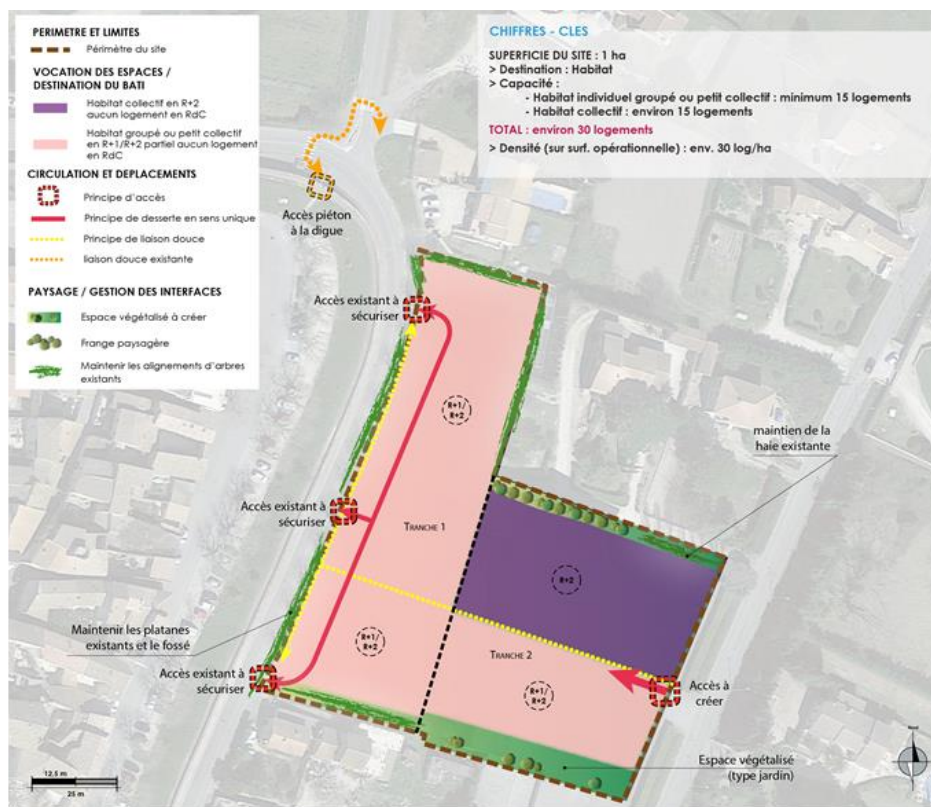 PERIMETRE ET LIMITES
Périmètre du site
VOCATION DES ESPACES /
DESTINATION DU BATI
Habitat collectif en R+2
aucun logement en RdC
Habitat groupé ou petit collectif
en R+1/R+2 partiel aucun logement
en RdC
CIRCULATION ET DEPLACEMENTS
Principe d'accès
Principe de desserte en sens unique
Principe de liaison douce
liaison douce existante
PAYSAGE / GESTION DES INTERFACES
Espace végétalisé à créer
Frange paysagère
Maintenir les alignements d'arbres
existants
CHIFFRES - CLES
SUPERFICIE DU SITE : 1 ha
> Destination : Habitat
> Capacité :
- Habitat individuel groupé ou petit collectif : minimum 15 logements
- Habitat collectif : environ 15 logements
TOTAL : environ 30 logements
> Densité (sur surf. opérationnelle) : env. 30 log/ha
Accès piéton
à la digue
Accès existant à
sécuriser
R+1/
R+2
maintien de la
haie existante
Accès existant à
sécuriser
TRANCHE 1
R+2
Maintenir les platanes
existants et le fossé
R+1/
R+2
TRANCHE 2
Accès existant à
sécuriser
R+1/
R+2
Accès à
créer
Espace végétalisé
(type jardin)
12,5 m
25 m
Nord